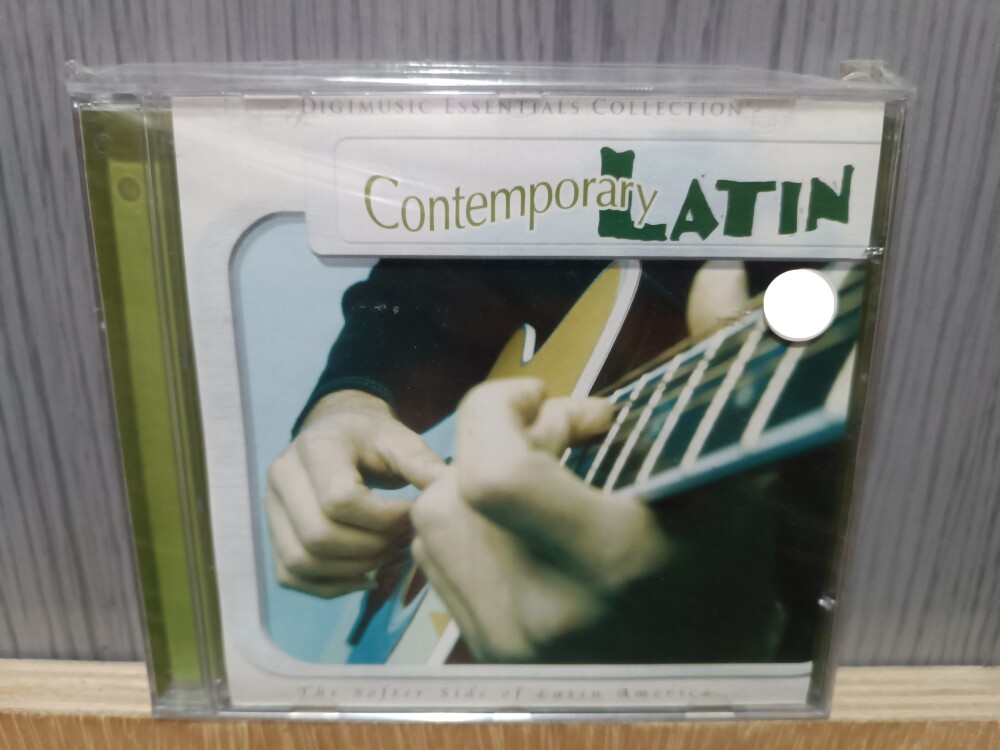 DIGIMUSIC ESSENTIALS COLLECTION
Contemporary LATIN
The Softer Side of Latin America